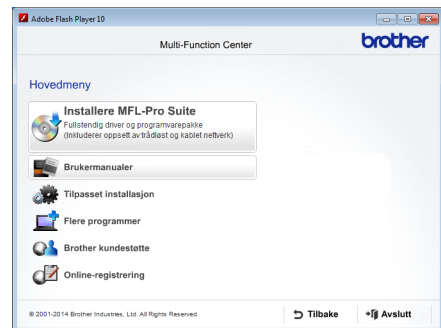 Adobe Flash Player 10
Multi-Function Center
brother
Hovedmeny
Installere MFL-Pro Suite
Fullstendig driver og programvarepakke
(Inkluderer oppsett av trådløst og kablet nettverk)
Brukermanualer
Tilpasset installasjon
Flere programmer
Brother kundestøtte
Online-registrering
© 2001-2014 Brother Industries, Ltd. All Rights Reserved.
Tilbake
Avslutt